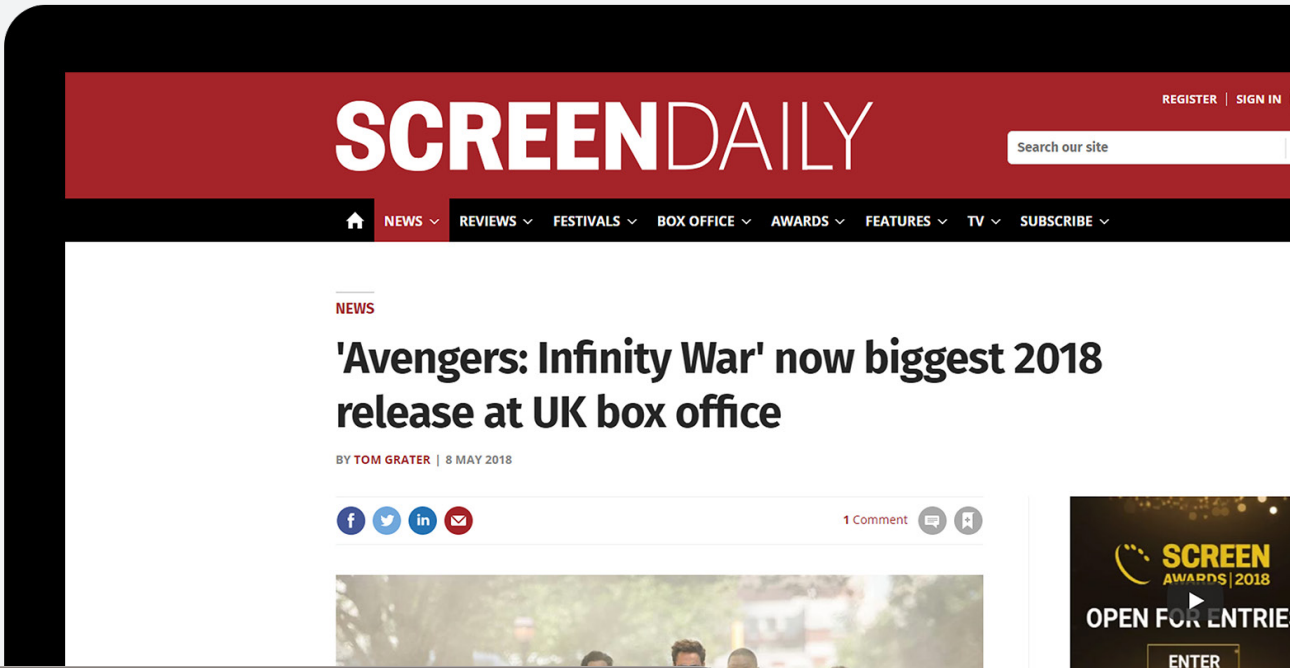 SCREENDAILY
REGISTER | SIGN IN
Search our site
NEWS REVIEWS FESTIVALS BOX OFFICE AWARDS FEATURES TV SUBSCRIBE
NEWS
'Avengers: Infinity War' now biggest 2018
release at UK box office
BY TOM GRATER | 8 MAY 2018
f in 1 Comment
SCREEN
AWARDS|2018
OPEN FOR ENTRIES
ENTER